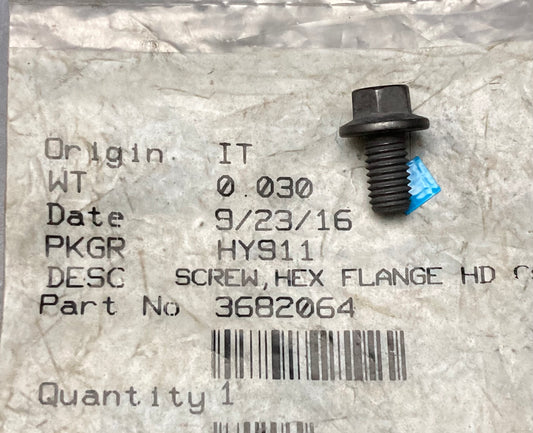 Origin. IT
WT 0.030
Date 9/23/16
PKGR HY911
DESC SCREW, HEX FLANGE HD
Part No 3682064
Quantity 1